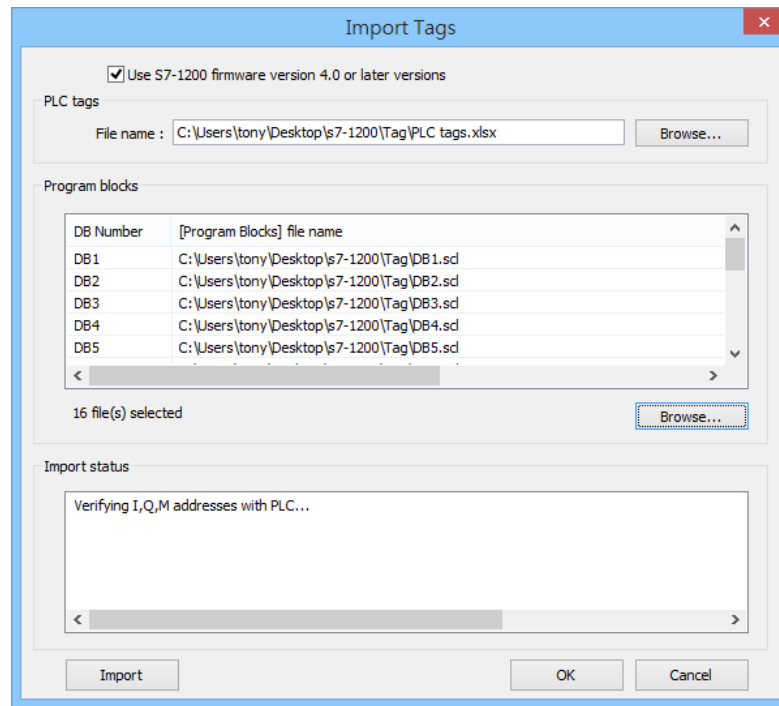 Import Tags
Use S7-1200 firmware version 4.0 or later versions
PLC tags
File name : C:\Users\tony\Desktop\s7-1200\Tag\PLC tags.xlsx Browse...
Program blocks
DB Number [Program Blocks] file name
DB1 C:\Users\tony\Desktop\s7-1200\Tag\DB1.scl
DB2 C:\Users\tony\Desktop\s7-1200\Tag\DB2.scl
DB3 C:\Users\tony\Desktop\s7-1200\Tag\DB3.scl
DB4 C:\Users\tony\Desktop\s7-1200\Tag\DB4.scl
DB5 C:\Users\tony\Desktop\s7-1200\Tag\DB5.scl
16 file(s) selected Browse...
Import status
Verifying I,Q,M addresses with PLC...
Import OK Cancel